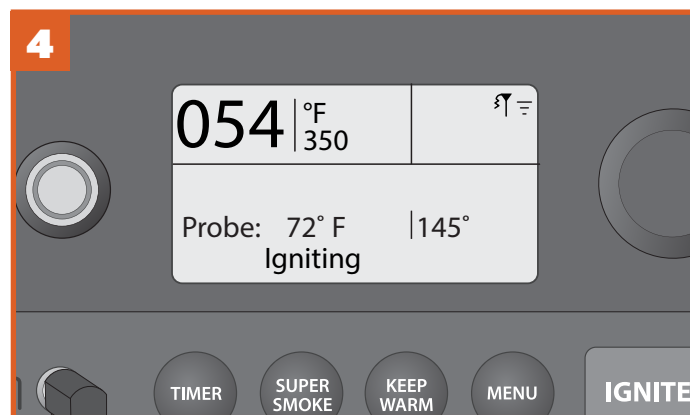 4
054 °F
350
Probe: 72° F 145°
Igniting
TIMER
SUPER
SMOKE
KEEP
WARM
MENU
IGNITE